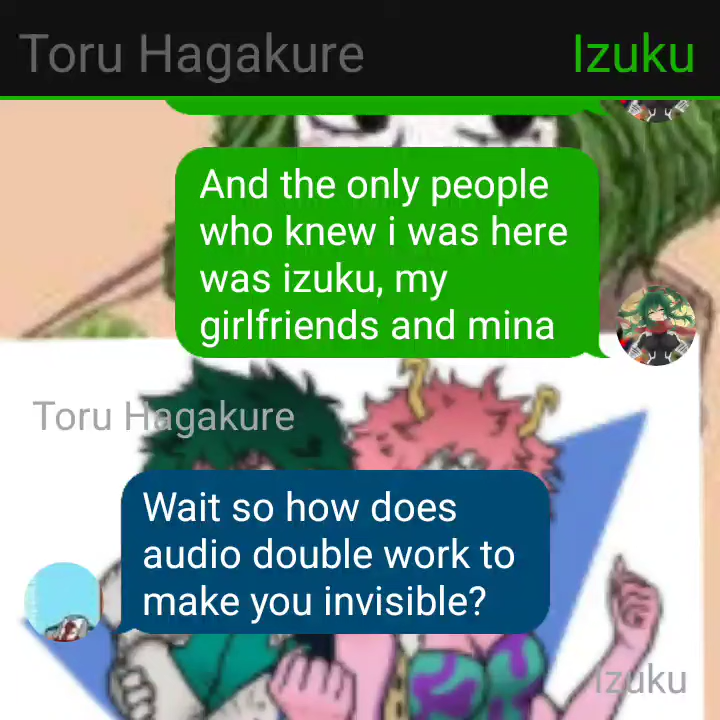 Toru Hagakure Izuku
And the only people
who knew i was here
was izuku, my
girlfriends and mina
Toru Hagakure
Wait so how does
audio double work to
make you invisible?
Izuku